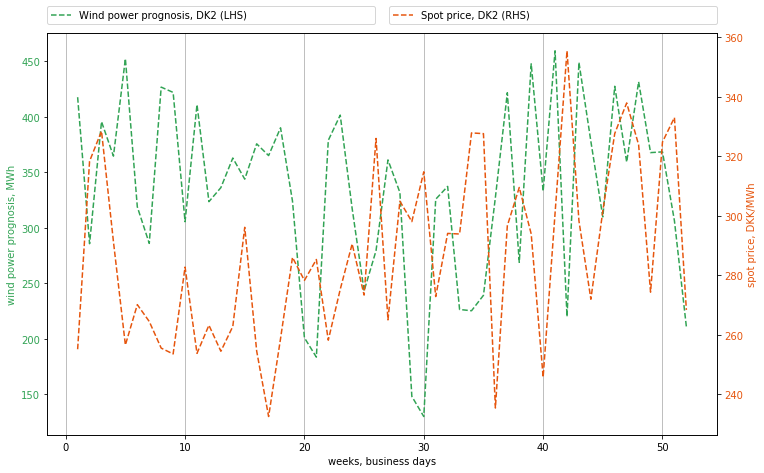 Wind power prognosis, DK2 (LHS)
Spot price, DK2 (RHS)
450
400
350
300
250
200
150
wind power prognosis, MWh
360
340
320
300
280
260
240
spot price, DKK/MWh
0 10 20 30 40 50
weeks, business days